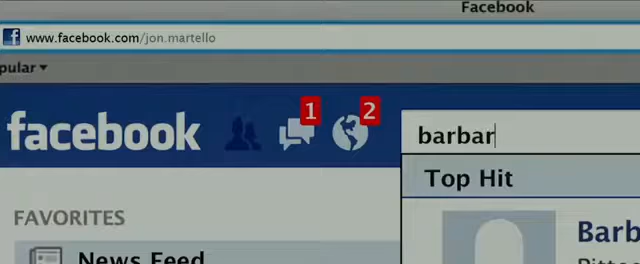 Facebook
www.facebook.com/jon.martello
pular
facebook
1
2
barbar
Top Hit
FAVORITES
Barb
News Feed